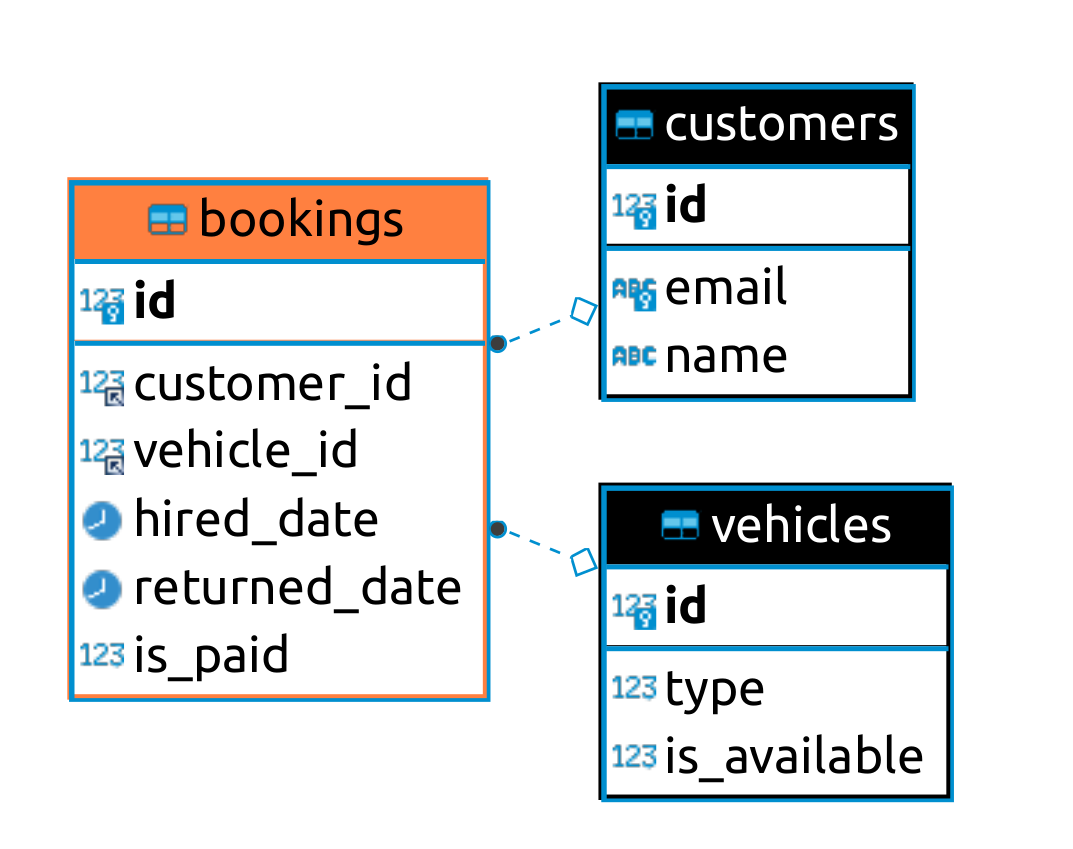 bookings
123 id
123 customer_id
123 vehicle_id
hired_date
returned_date
123 is_paid
customers
123 id
ABC email
ABC name
vehicles
123 id
123 type
123 is_available